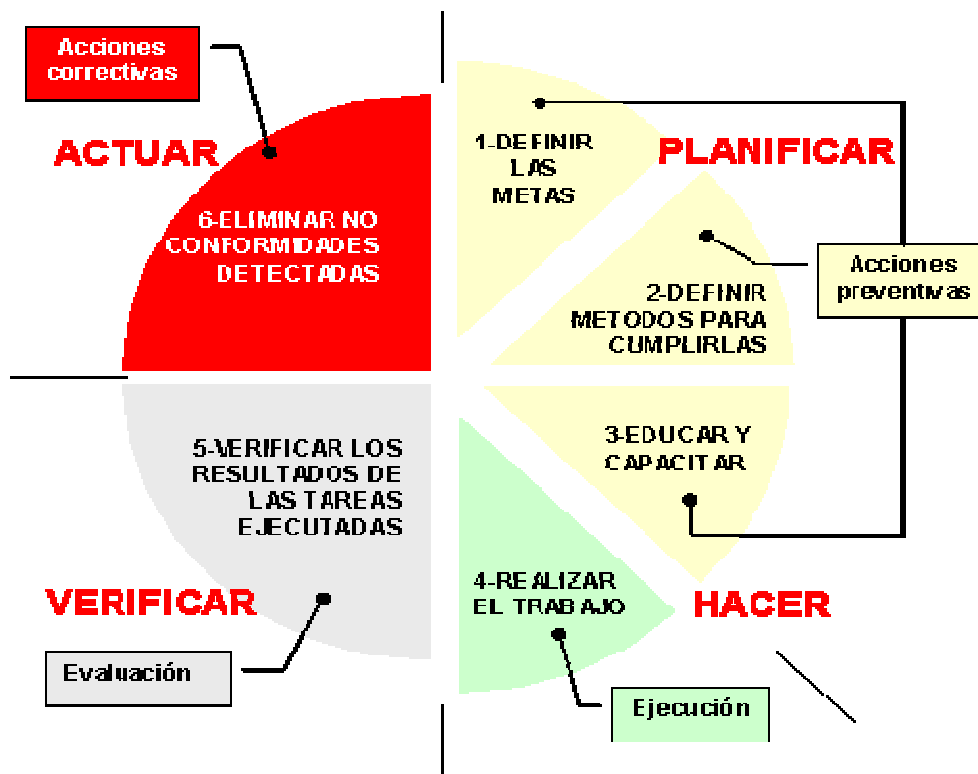 Acciones
correctivas
ACTUAR
6-ELIMINAR NO
CONFORMIDADES
DETECTADAS
1-DEFINIR
LAS
METAS
PLANIFICAR
2-DEFINIR
METODOS PARA
CUMPLIRLAS
Acciones
preventivas
3-EDUCAR Y
CAPACITAR
HACER
4-REALIZAR
EL TRABAJO
Ejecución
5-VERIFICAR LOS
RESULTADOS DE
LAS TAREAS
EJECUTADAS
VERIFICAR
Evaluación